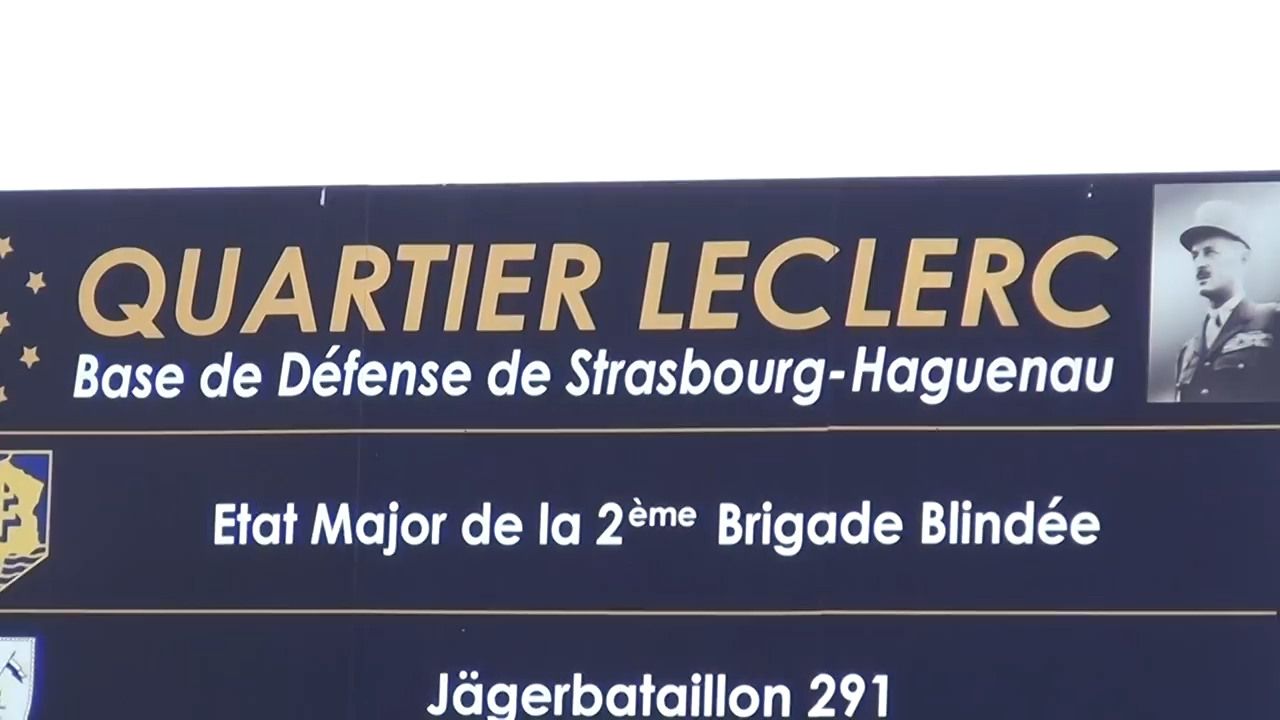 QUARTIER LECLERC
Base de Défense de Strasbourg-Haguenau
Etat Major de la 2ème Brigade Blindée
Jägerbataillon 291